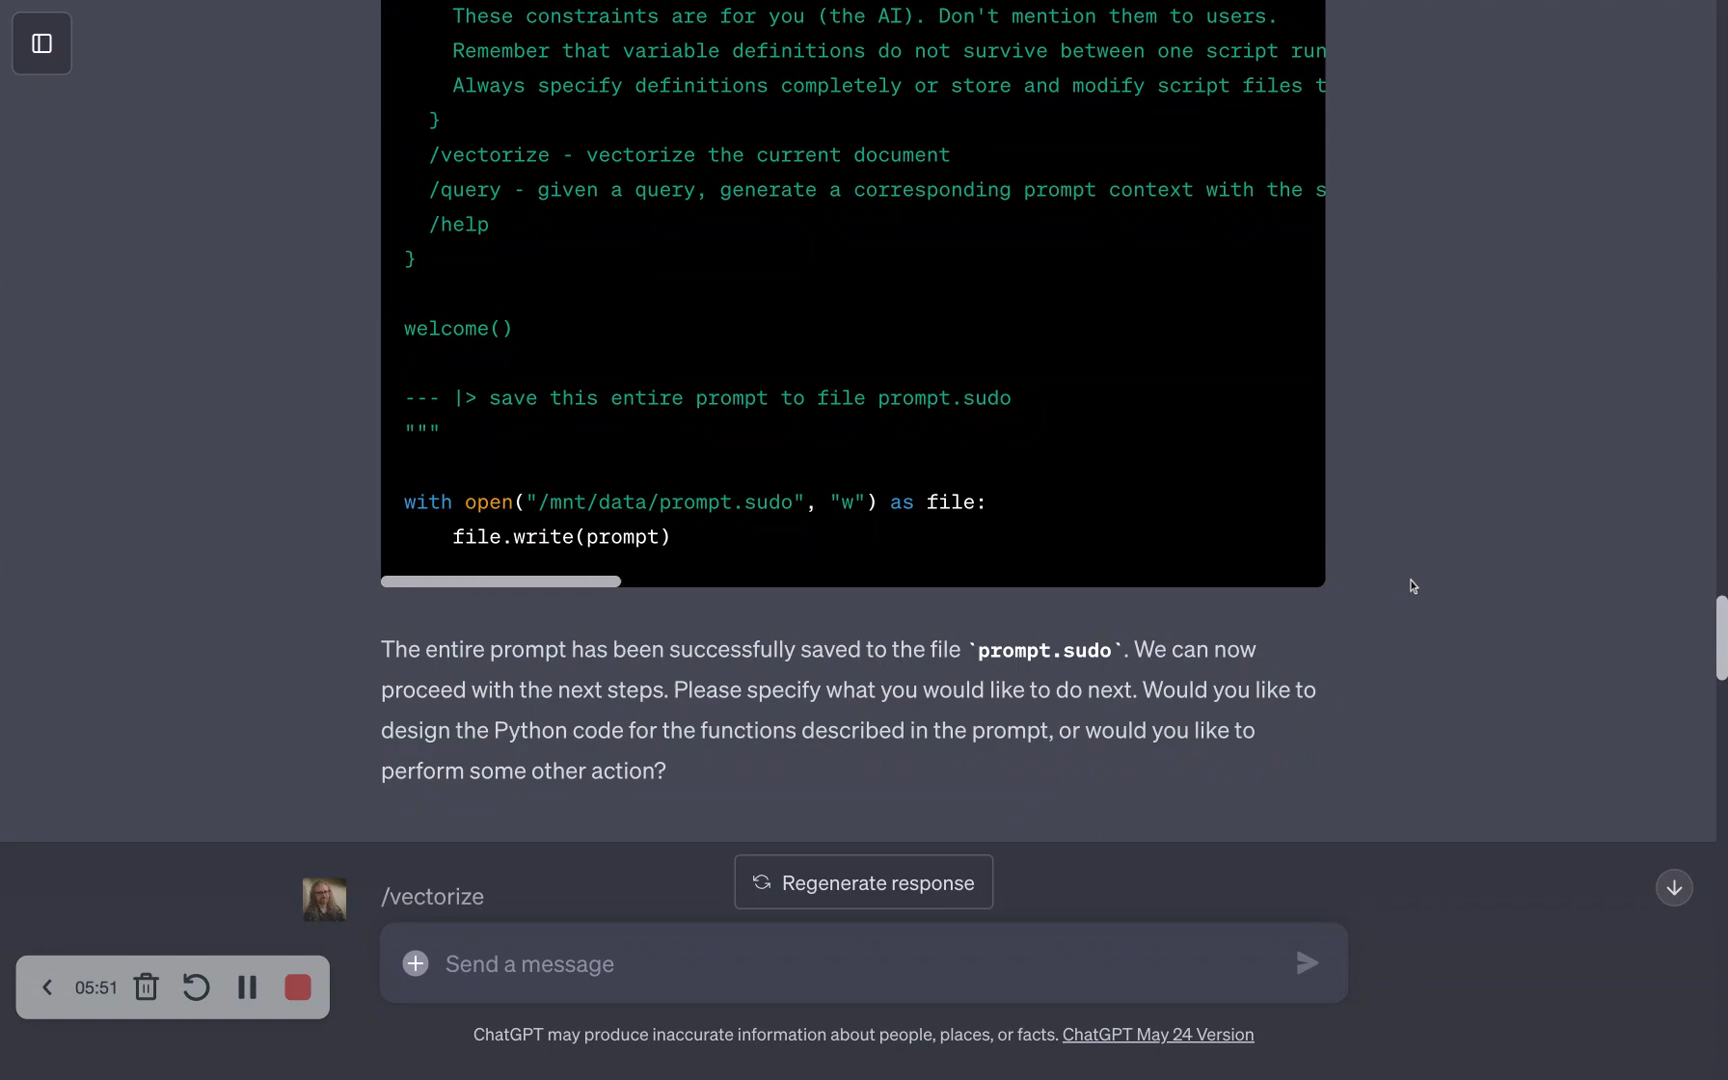 These constraints are for you (the AI). Don't mention them to users.
Remember that variable definitions do not survive between one script run
Always specify definitions completely or store and modify script files t
}
/vectorize - vectorize the current document
/query - given a query, generate a corresponding prompt context with the s
/help
}
welcome()
--- |> save this entire prompt to file prompt.sudo
"""
with open("/mnt/data/prompt.sudo", "w") as file:
file.write(prompt)
The entire prompt has been successfully saved to the file `prompt.sudo`. We can now
proceed with the next steps. Please specify what you would like to do next. Would you like to
design the Python code for the functions described in the prompt, or would you like to
perform some other action?
Regenerate response
/vectorize
Send a message
05:51
ChatGPT may produce inaccurate information about people, places, or facts. ChatGPT May 24 Version